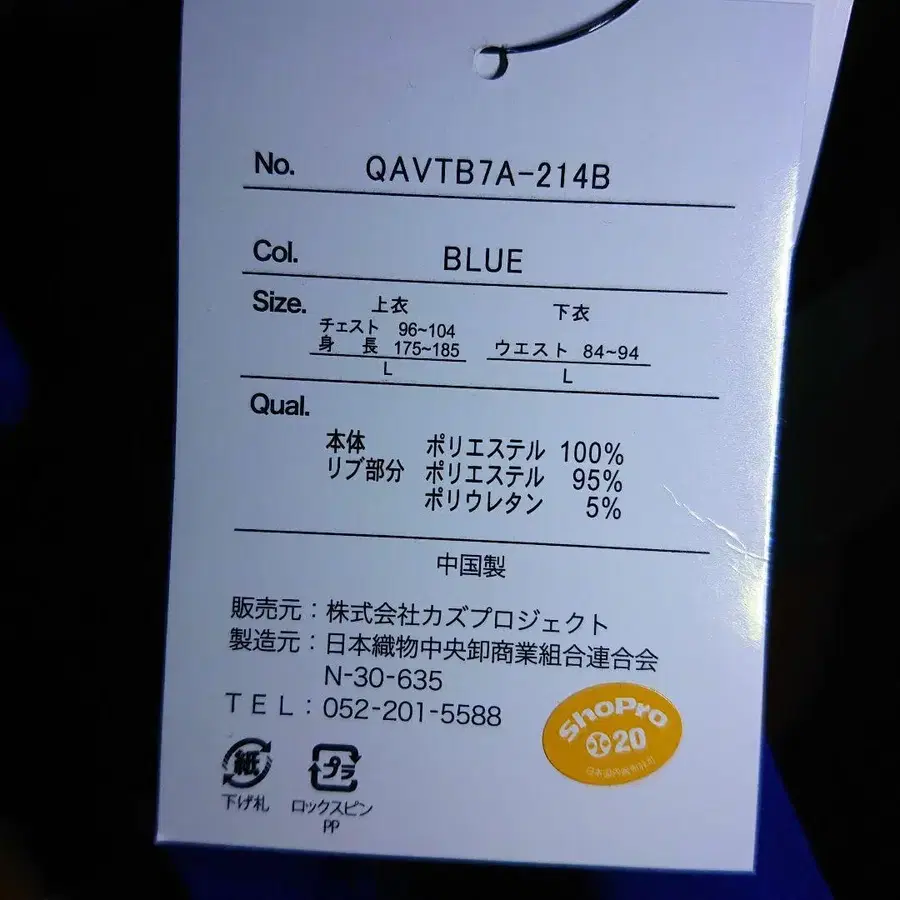 No. QAVTB7A-214B
Col. BLUE
Size. 上衣 下衣
チェスト 96~104
身 長 175~185 ウエスト 84~94
L L
Qual.
本体 ポリエステル 100%
リブ部分 ポリエステル 95%
ポリウレタン 5%
中国製
販売元：株式会社カズプロジェクト
製造元：日本織物中央卸商業組合連合会
N-30-635
TEL：052-201-5588
ShoPro
20
紙 プラ
下げ札 ロックスピン
PP